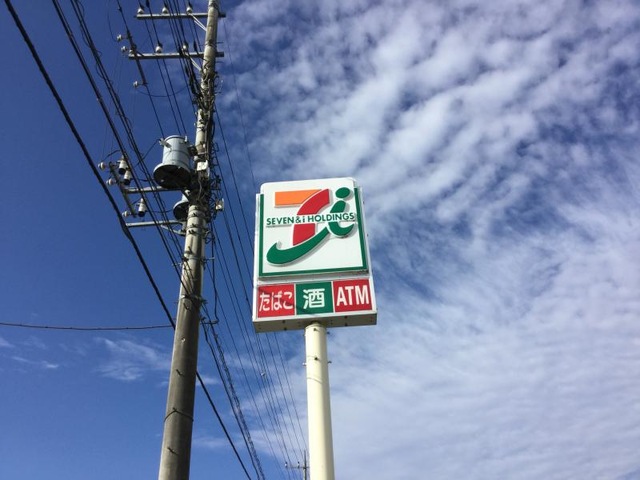 SEVEN & i HOLDINGS
たばこ 酒 ATM